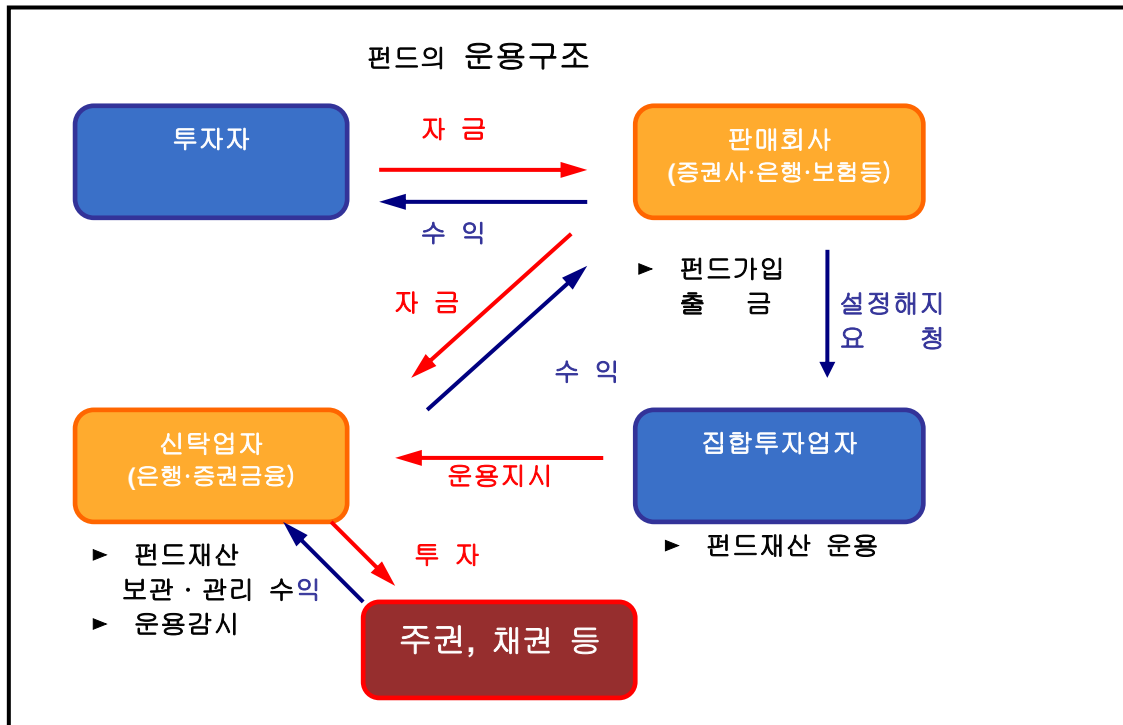 펀드의 운용구조
투자자
자 금
판매회사
(증권사·은행·보험등)
수 익
► 펀드가입
출 금
자 금
설정해지
요 청
수 익
신탁업자
(은행·증권금융)
집합투자업자
운용지시
► 펀드재산 운용
► 펀드재산
보관 · 관리 수익
► 운용감시
투 자
주권, 채권 등